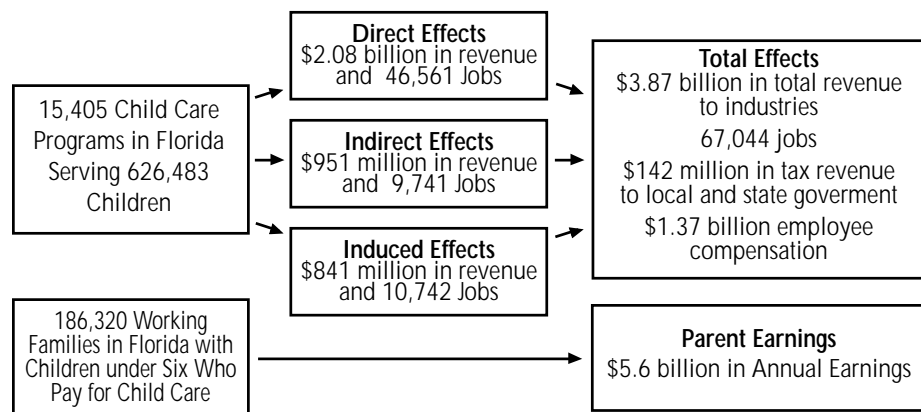 15,405 Child Care
Programs in Florida
Serving 626,483
Children
Direct Effects
$2.08 billion in revenue
and 46,561 Jobs
Indirect Effects
$951 million in revenue
and 9,741 Jobs
Induced Effects
$841 million in revenue
and 10,742 Jobs
Total Effects
$3.87 billion in total revenue
to industries
67,044 jobs
$142 million in tax revenue
to local and state goverment
$1.37 billion employee
compensation
186,320 Working
Families in Florida with
Children under Six Who
Pay for Child Care
Parent Earnings
$5.6 billion in Annual Earnings